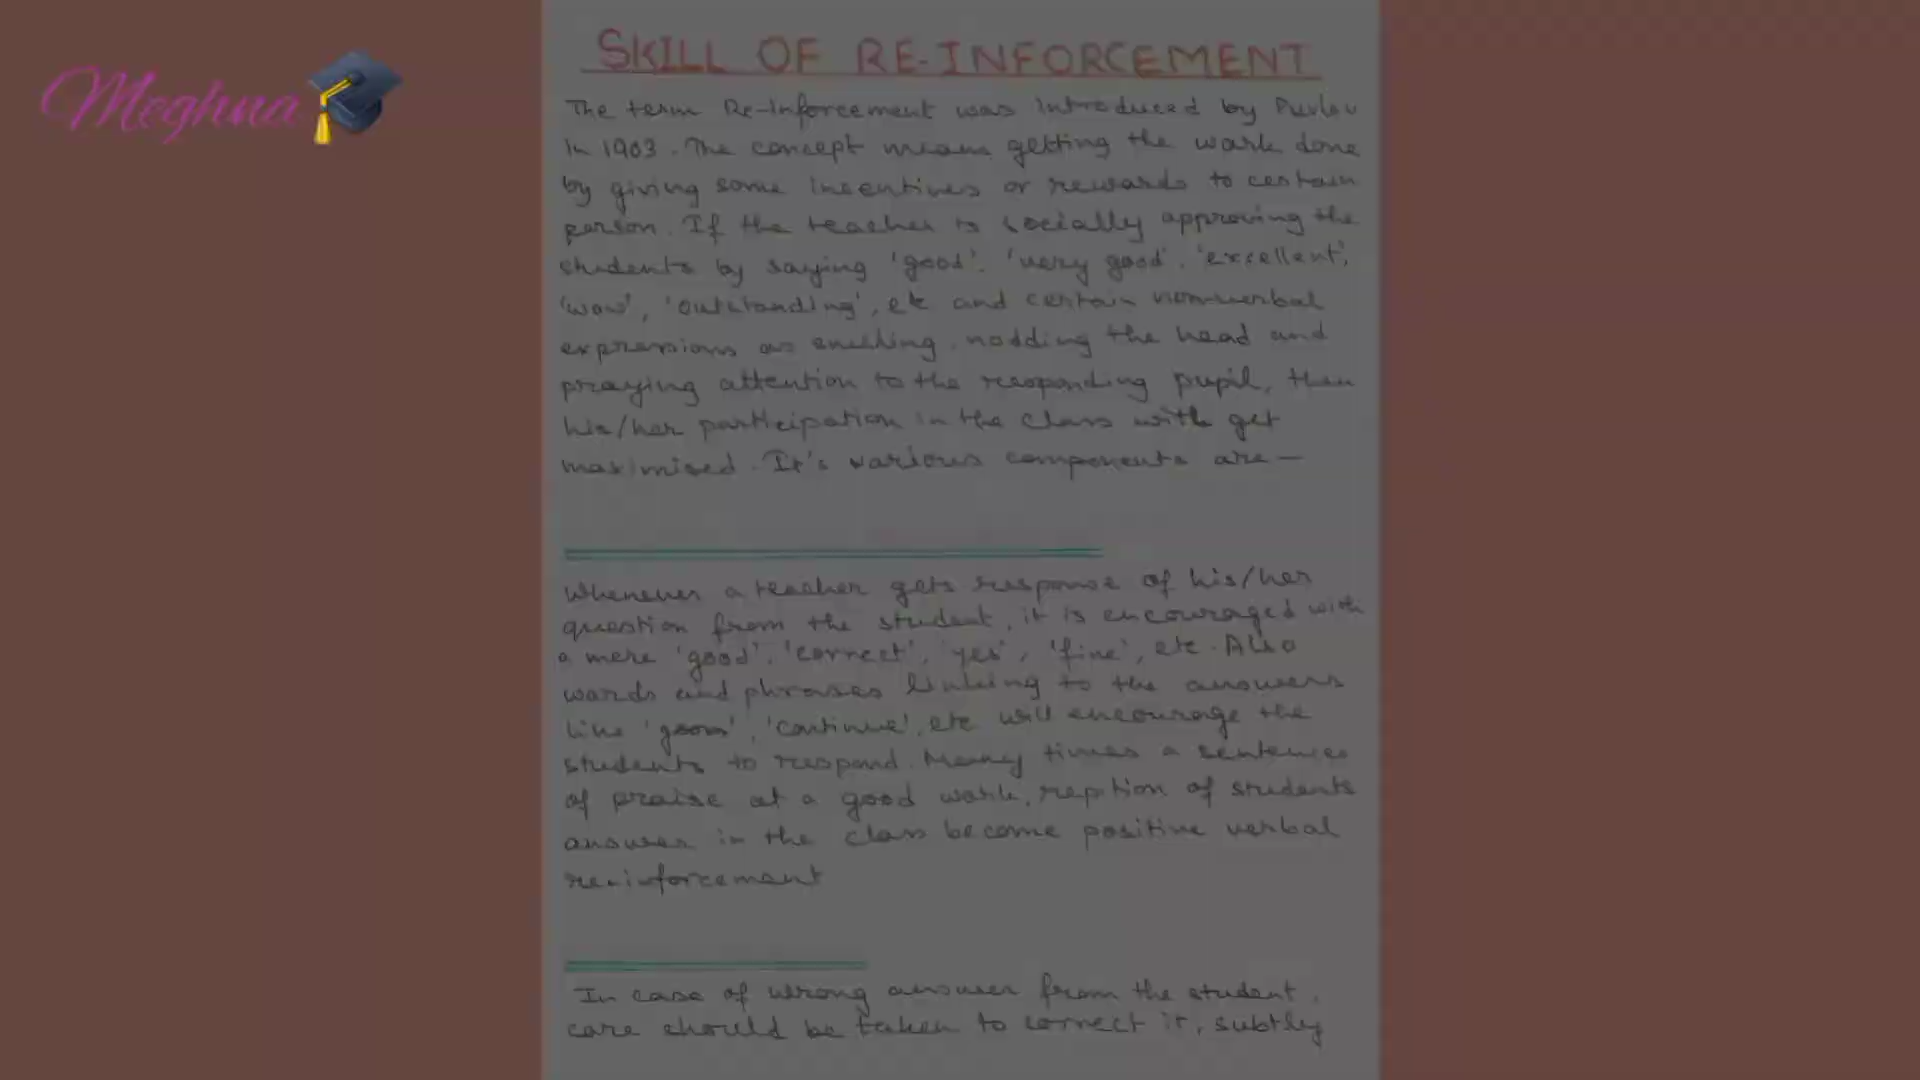 Meghna
SKILL OF RE-INFORCEMENT
The term Re-Inforcement was introduced by Pavlov
in 1903. The concept means getting the work done
by giving some incentives or rewards to certain
person. If the teacher is socially approving the
students by saying 'good', 'very good', 'excellent',
'wow', 'outstanding', etc and certain non-verbal
expressions as smiling, nodding the head and
praying attention to the responding pupil, then
his/her participation in the class with get
maximised. It's various components are –
Whenever a teacher gets response of his/her
question from the student, it is encouraged with
a mere 'good', 'correct', 'yes', 'fine', etc. Also
words and phrases linking to the answers
like 'goom', 'continue', etc will encourage the
students to respond. Many times a sentences
of praise at a good work, reption of students
answer in the class become positive verbal
re-inforcement
In case of wrong answer from the student,
care should be taken to correct it, subtly